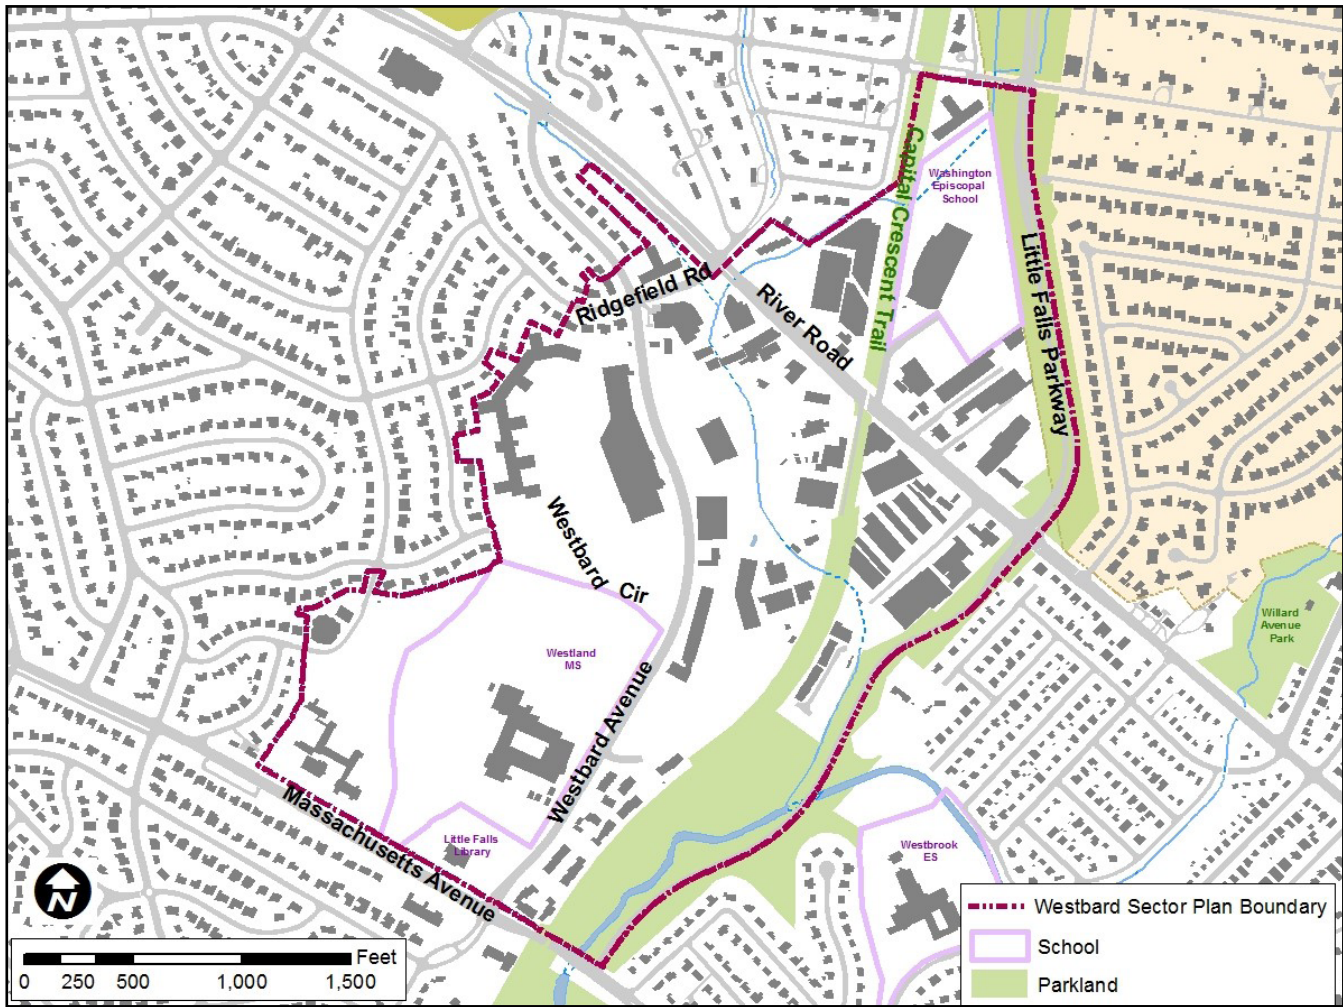 Capital Crescent Trail
Washington
Episcopal
School
Little Falls Parkway
Ridgefield Rd
River Road
Westbard
Cir
Willard
Avenue
Park
Westland
MS
Westbard Avenue
Massachusetts Avenue
Little Falls
Library
Westbrook
ES
N
Feet
0 250 500 1,000 1,500
Westbard Sector Plan Boundary
School
Parkland